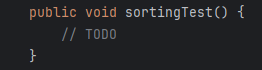 public void sortingTest() {
    // TODO
}